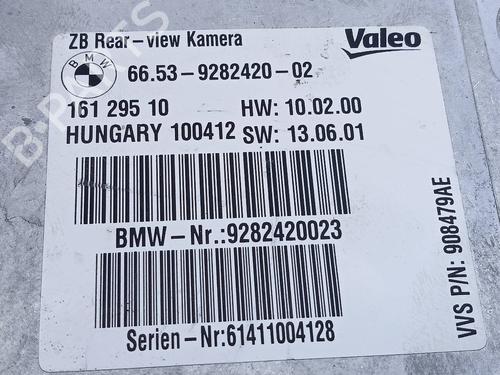 ZB Rear-view Kamera
Valeo
BMW
66.53-9282420-02
161 295 10 HW: 10.02.00
HUNGARY 100412 SW: 13.06.01
BMW-Nr.:9282420023
Serien-Nr:61411004128
VVS P/N: 908479AE